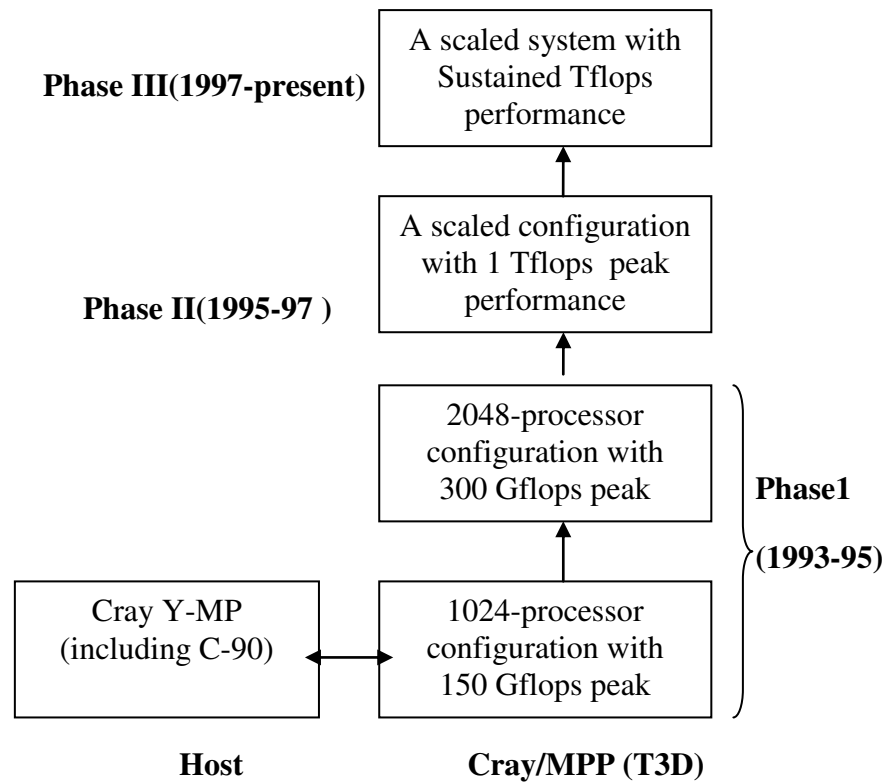 A scaled system with
Sustained Tflops
performance
Phase III(1997-present)
A scaled configuration
with 1 Tflops peak
performance
Phase II(1995-97 )
2048-processor
configuration with
300 Gflops peak
Phase1
(1993-95)
Cray Y-MP
(including C-90)
1024-processor
configuration with
150 Gflops peak
Host
Cray/MPP (T3D)